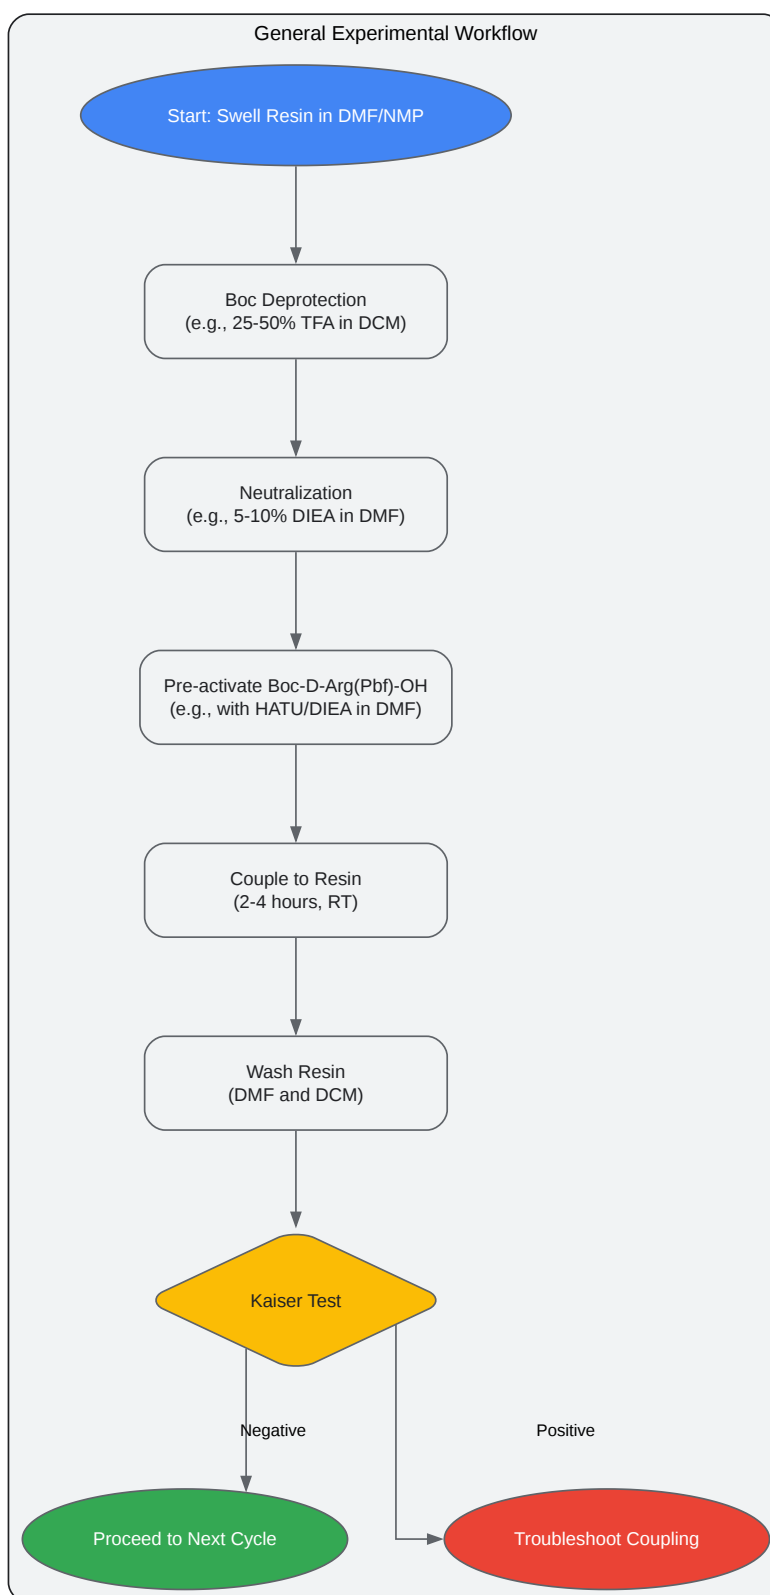 General Experimental Workflow
Start: Swell Resin in DMF/NMP
Boc Deprotection
(e.g., 25-50% TFA in DCM)
Neutralization
(e.g., 5-10% DIEA in DMF)
Pre-activate Boc-D-Arg(Pbf)-OH
(e.g., with HATU/DIEA in DMF)
Couple to Resin
(2-4 hours, RT)
Wash Resin
(DMF and DCM)
Kaiser Test
Negative
Positive
Proceed to Next Cycle
Troubleshoot Coupling